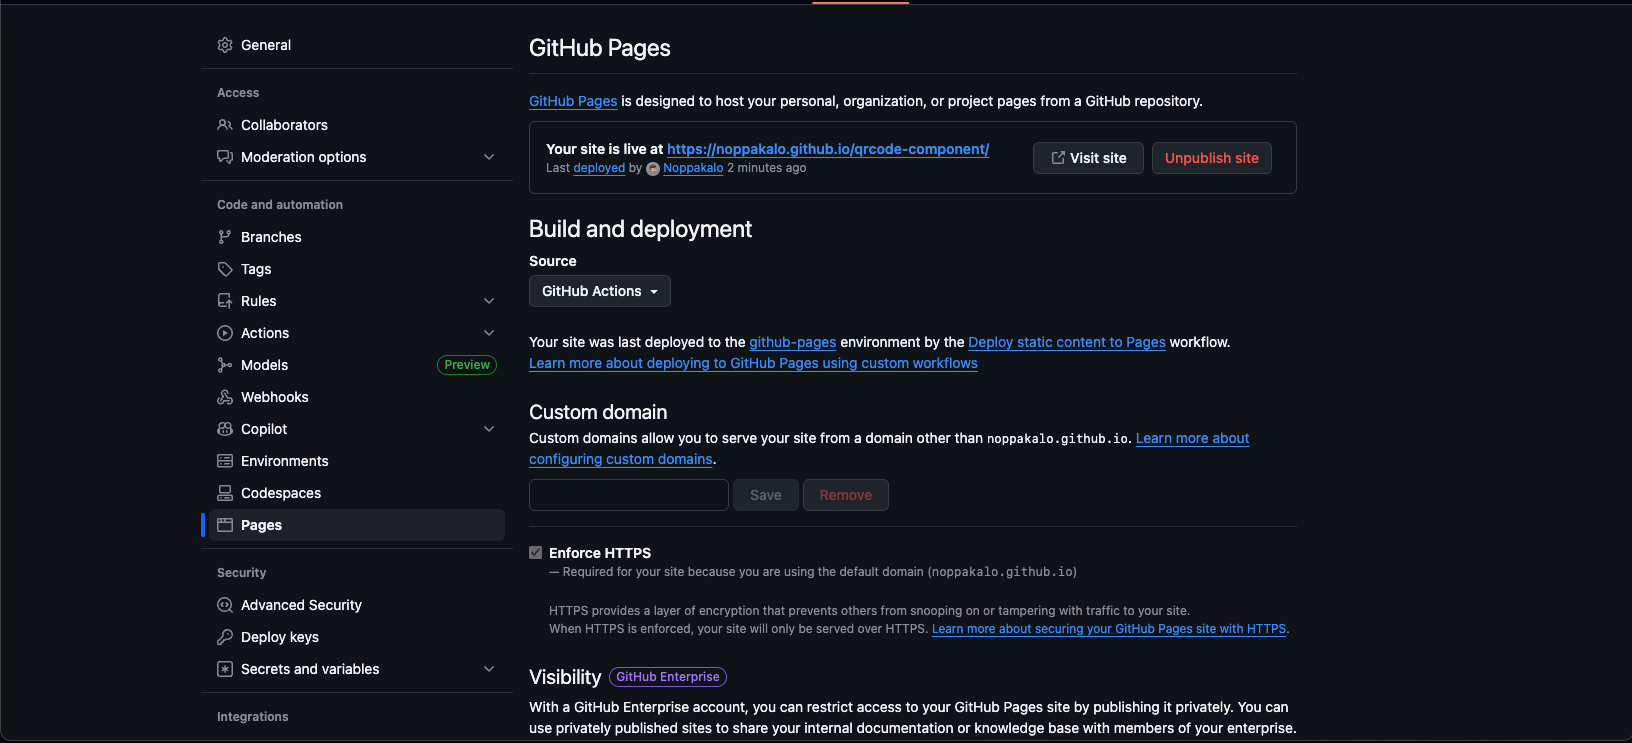 General
Access
Collaborators
Moderation options
Code and automation
Branches
Tags
Rules
Actions
Models Preview
Webhooks
Copilot
Environments
Codespaces
Pages
Security
Advanced Security
Deploy keys
Secrets and variables
Integrations
GitHub Pages
GitHub Pages is designed to host your personal, organization, or project pages from a GitHub repository.
Your site is live at https://noppakalo.github.io/qrcode-component/
Last deployed by Noppakalo 2 minutes ago
Visit site
Unpublish site
Build and deployment
Source
GitHub Actions
Your site was last deployed to the github-pages environment by the Deploy static content to Pages workflow.
Learn more about deploying to GitHub Pages using custom workflows
Custom domain
Custom domains allow you to serve your site from a domain other than noppakalo.github.io. Learn more about
configuring custom domains.
Save
Remove
Enforce HTTPS
— Required for your site because you are using the default domain (noppakalo.github.io)
HTTPS provides a layer of encryption that prevents others from snooping on or tampering with traffic to your site.
When HTTPS is enforced, your site will only be served over HTTPS. Learn more about securing your GitHub Pages site with HTTPS.
Visibility GitHub Enterprise
With a GitHub Enterprise account, you can restrict access to your GitHub Pages site by publishing it privately. You can
use privately published sites to share your internal documentation or knowledge base with members of your enterprise.